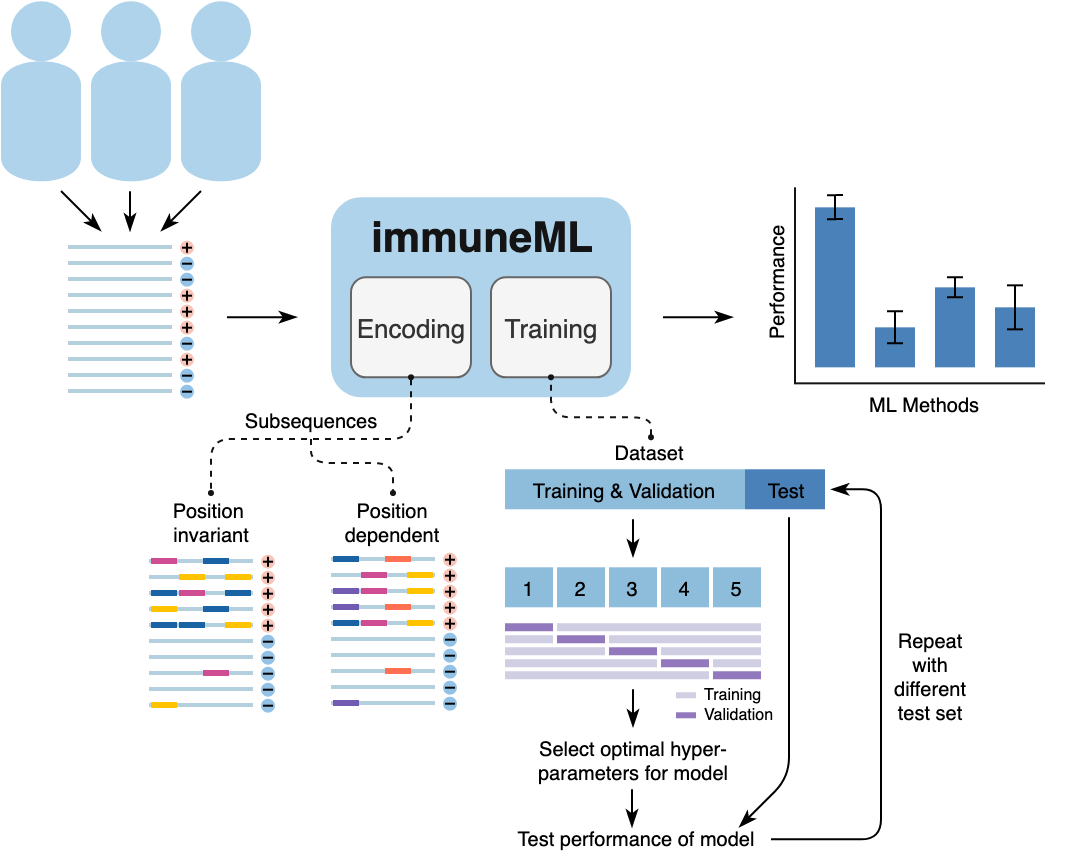 immuneML
Encoding
Training
Performance
ML Methods
Subsequences
Position
invariant
Position
dependent
+
−
−
+
+
+
−
+
−
−
+
+
+
+
+
−
−
−
−
−
+
+
+
+
+
−
−
−
−
−
Dataset
Training & Validation
Test
1 2 3 4 5
Training
Validation
Select optimal hyper-
parameters for model
Test performance of model
Repeat
with
different
test set